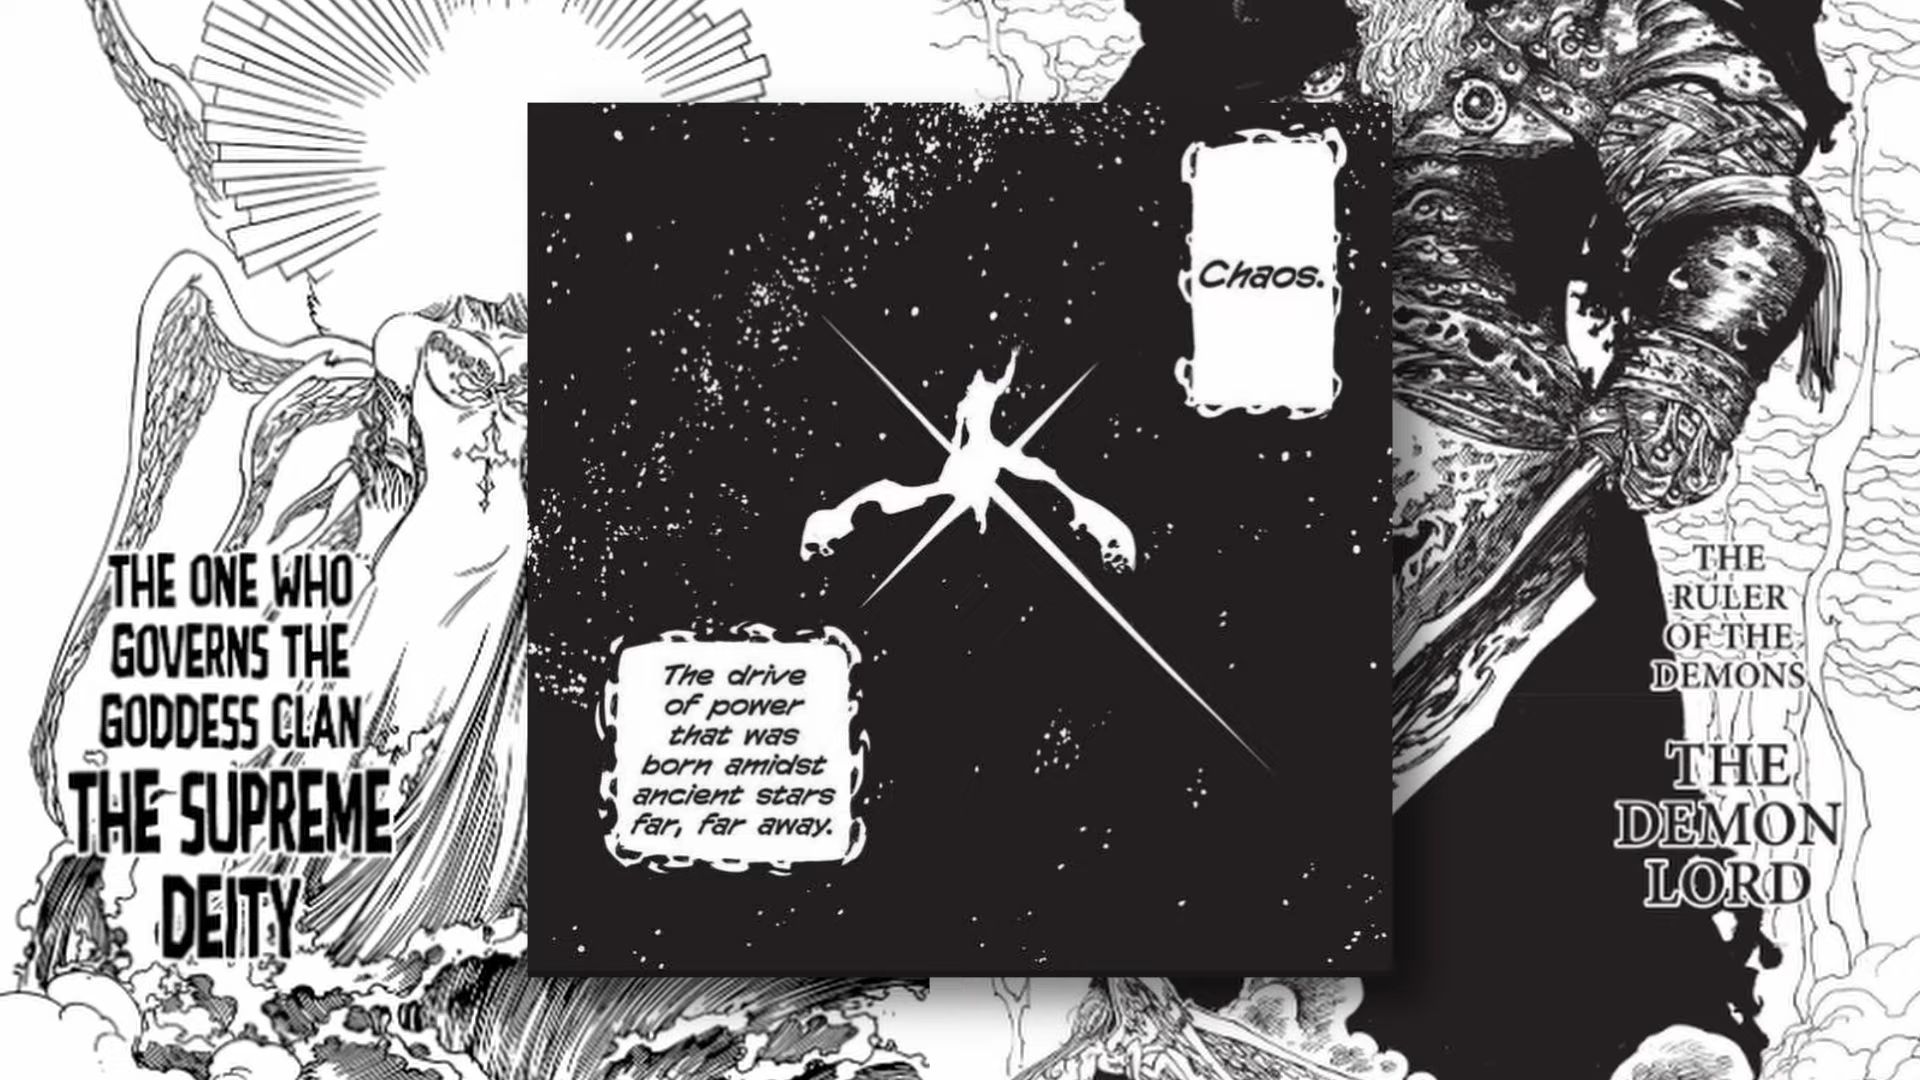 THE ONE WHO
GOVERNS THE
GODDESS CLAN
THE SUPREME
DEITY
Chaos.
The drive
of power
that was
born amidst
ancient stars
far, far away.
THE
RULER
OF THE
DEMONS
THE
DEMON
LORD